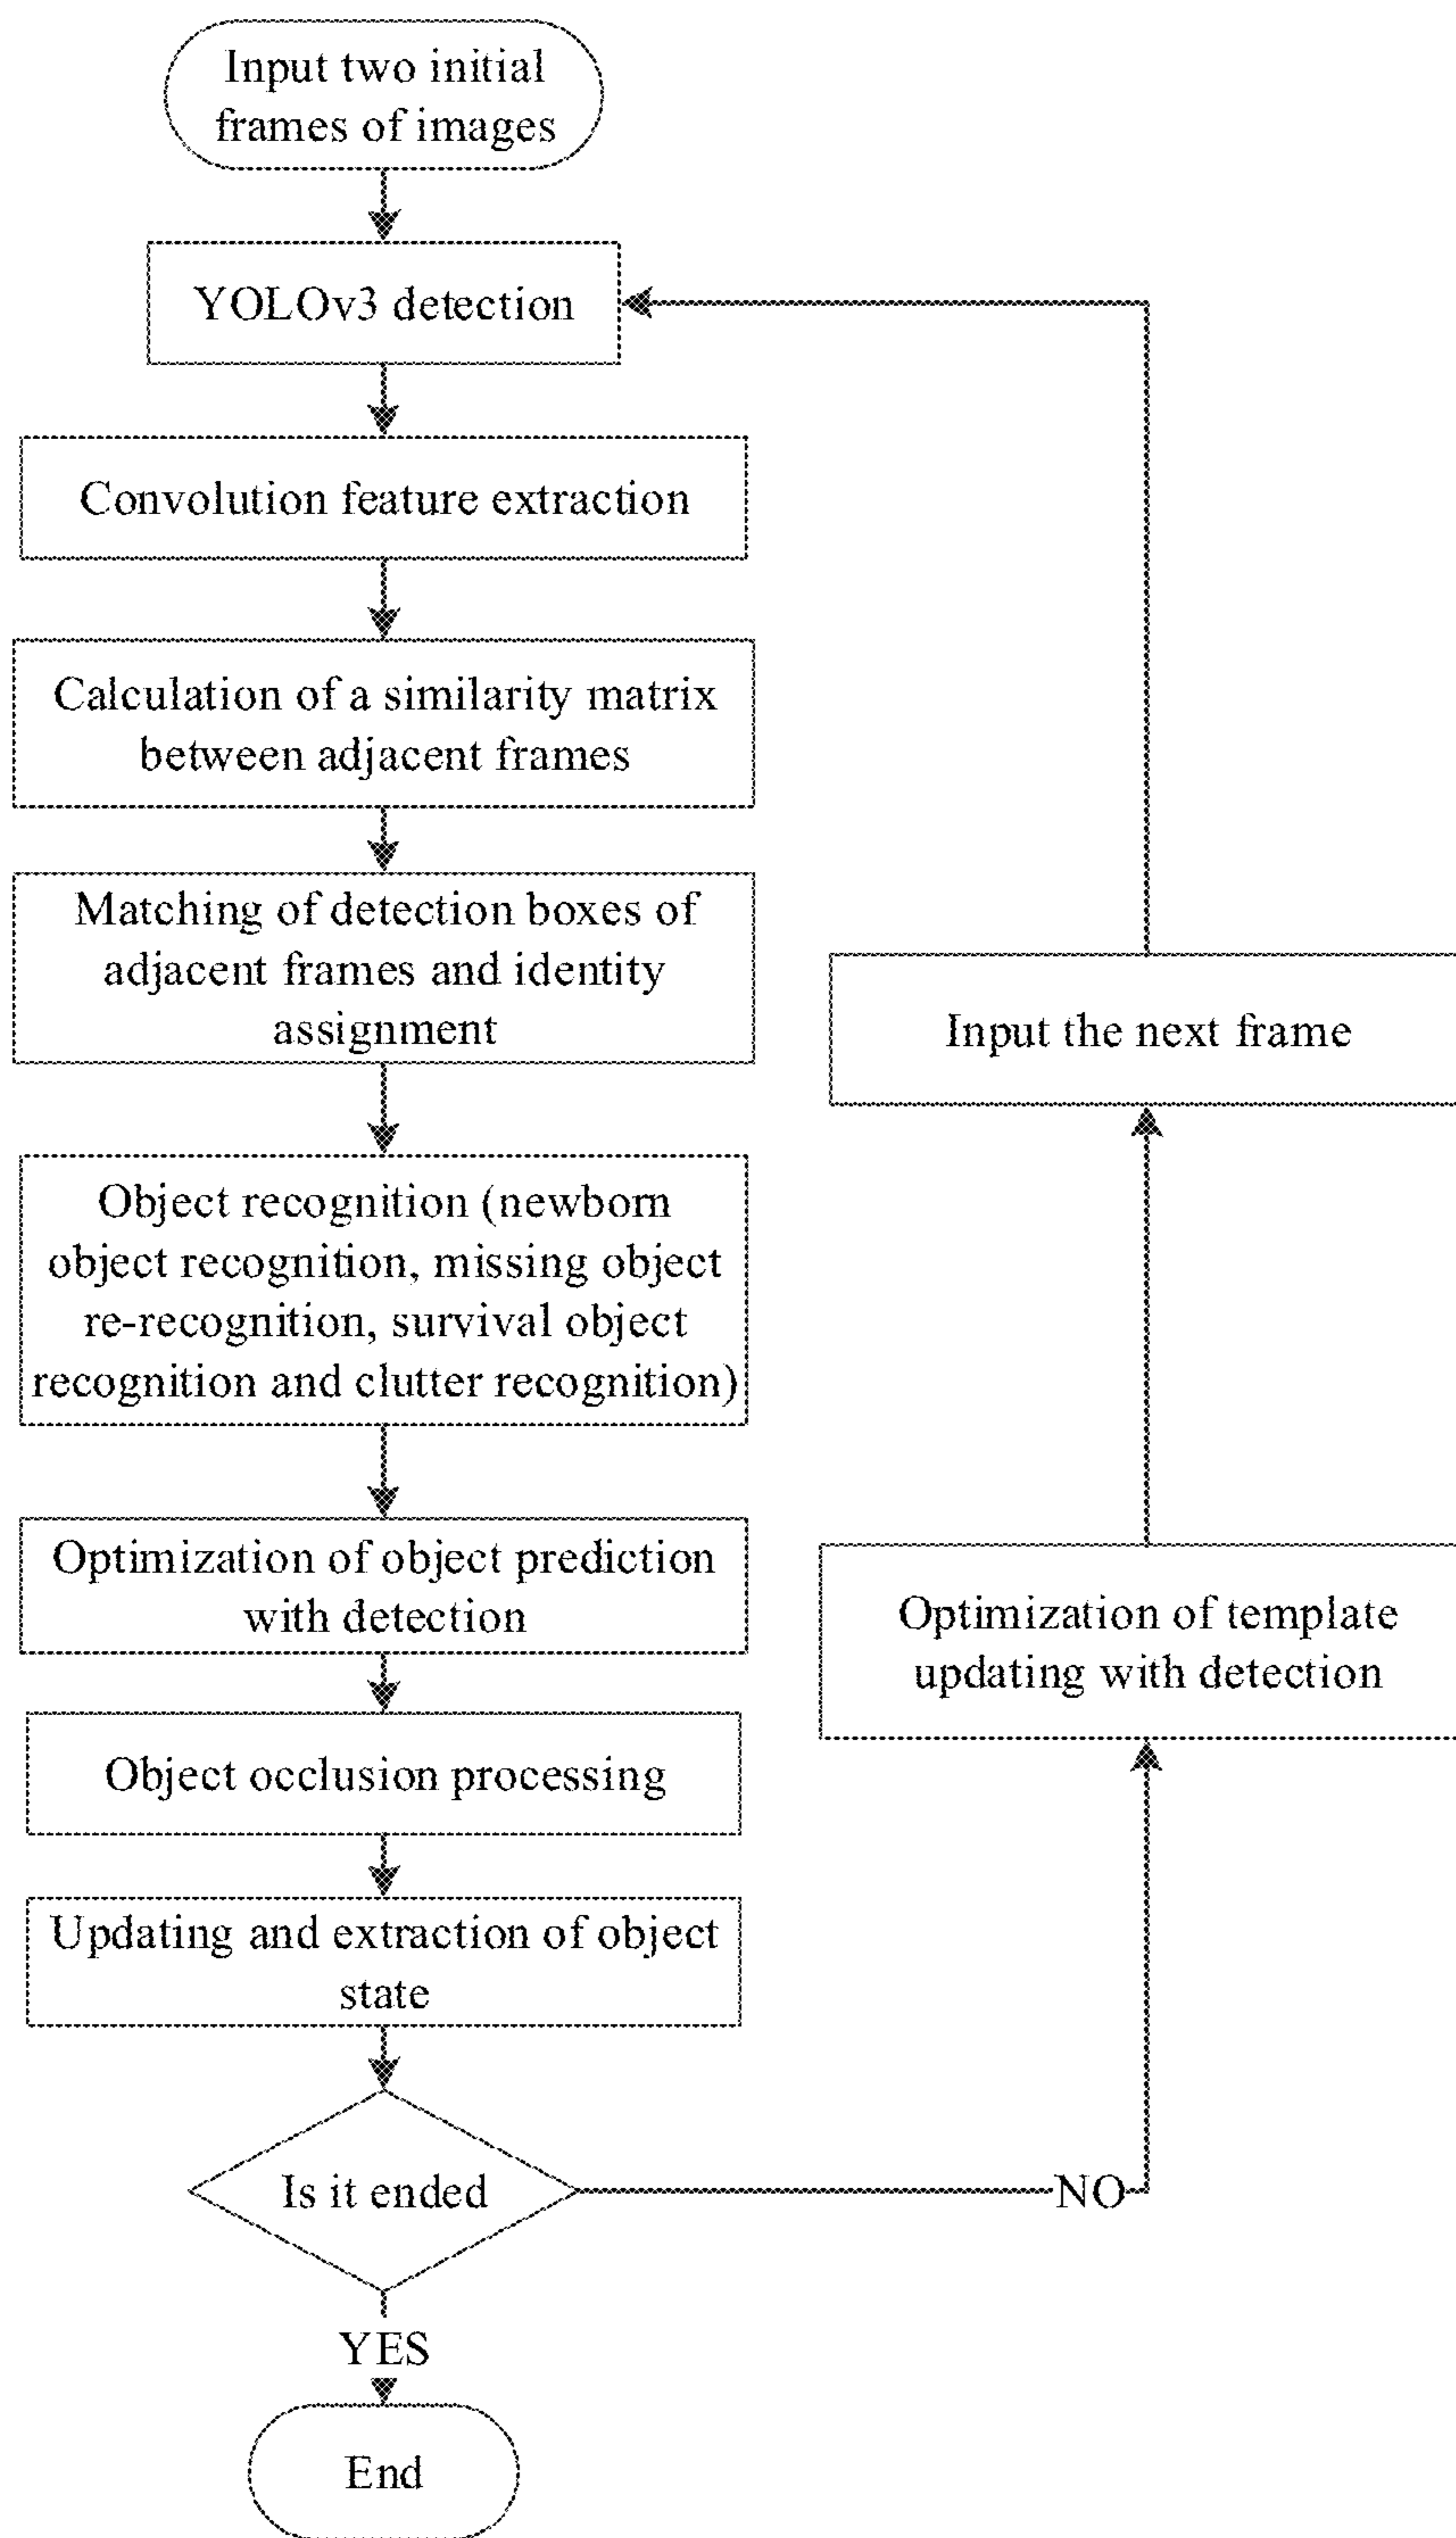 Input two initial
frames of images
YOLOv3 detection
Convolution feature extraction
Calculation of a similarity matrix
between adjacent frames
Matching of detection boxes of
adjacent frames and identity
assignment
Object recognition (newborn
object recognition, missing object
re-recognition, survival object
recognition and clutter recognition)
Optimization of object prediction
with detection
Object occlusion processing
Updating and extraction of object
state
Is it ended
NO
YES
End
Optimization of template
updating with detection
Input the next frame